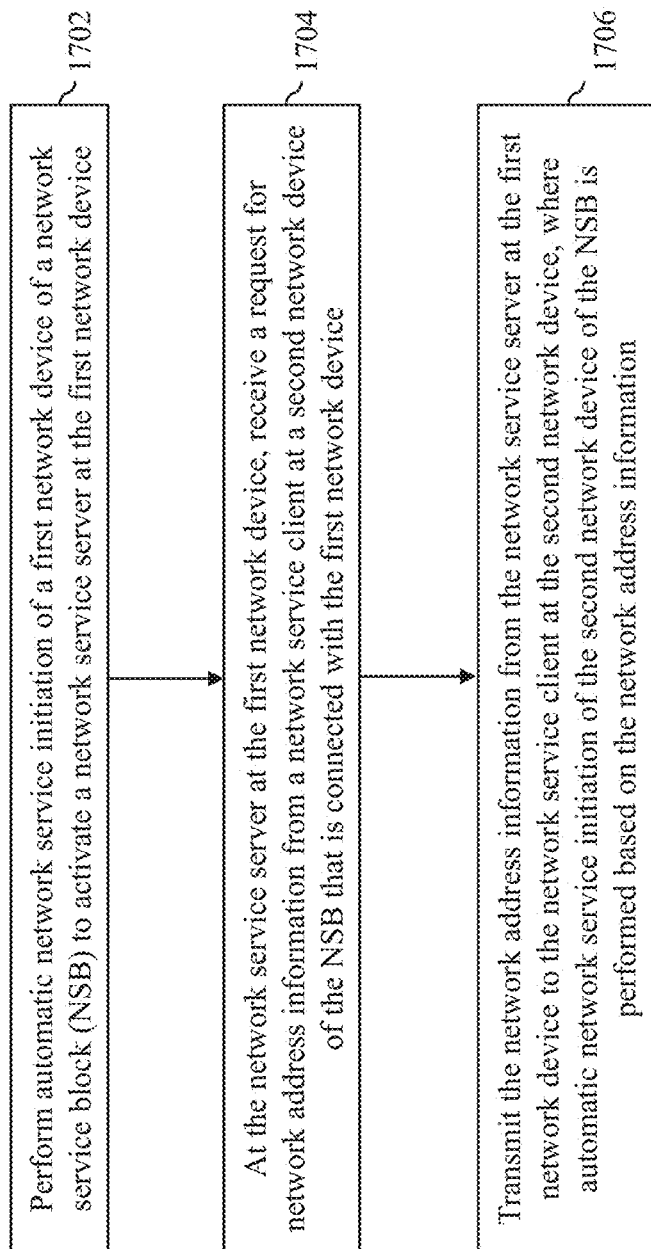 Perform automatic network service initiation of a first network device of a network
service block (NSB) to activate a network service server at the first network device
1702
At the network service server at the first network device, receive a request for
network address information from a network service client at a second network device
of the NSB that is connected with the first network device
1704
Transmit the network address information from the network service server at the first
network device to the network service client at the second network device, where
automatic network service initiation of the second network device of the NSB is
performed based on the network address information
1706